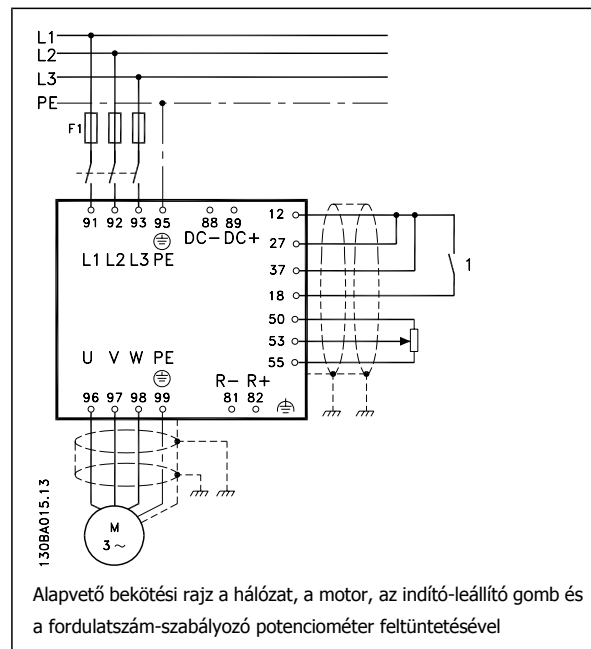 L1
L2
L3
PE
F1
91 92 93 95 88 89
DC- DC+
L1 L2 L3 PE
12
27
37
18
50
53
55
1
U V W PE
R- R+
96 97 98 99 81 82
M
3 ~
130BA015.13
Alapvető bekötési rajz a hálózat, a motor, az indító-leállító gomb és
a fordulatszám-szabályozó potenciométer feltüntetésével